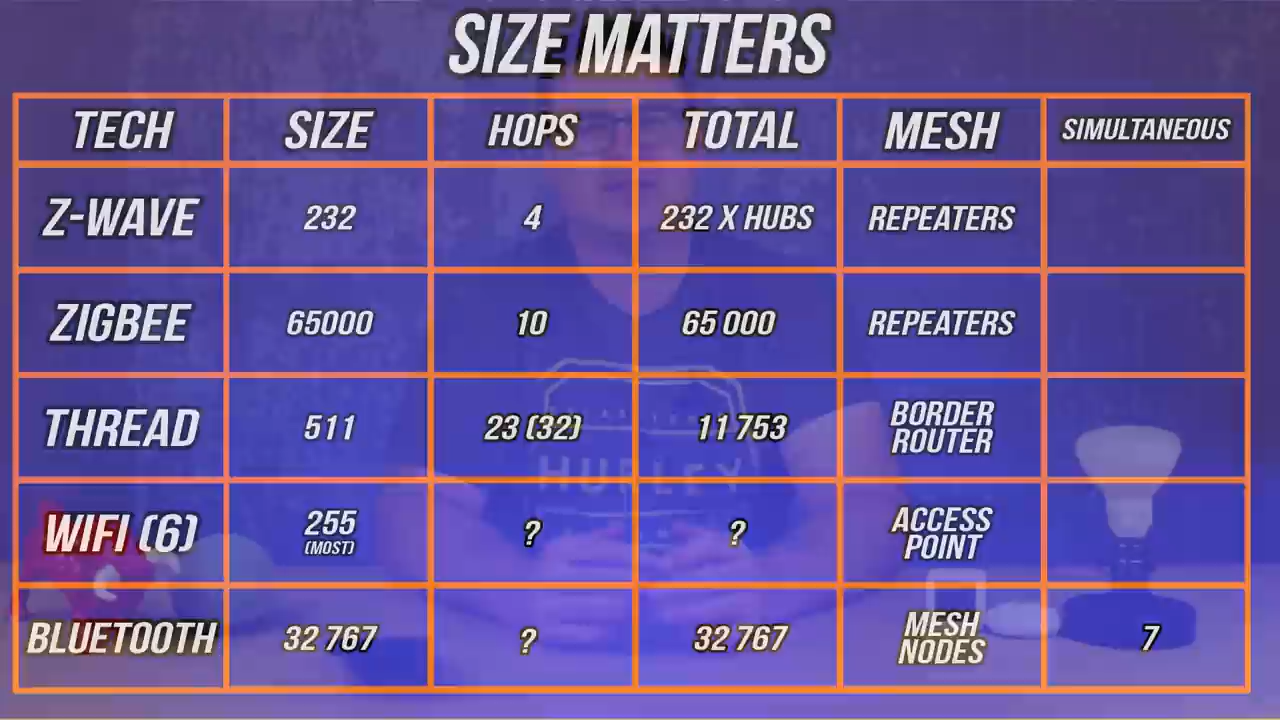 SIZE MATTERS
TECH SIZE HOPS TOTAL MESH SIMULTANEOUS
Z-WAVE 232 4 232 X HUBS REPEATERS
ZIGBEE 65000 10 65 000 REPEATERS
THREAD 511 23 (32) 11 753 BORDER ROUTER
WIFI (6) 255 (MOST) ? ? ACCESS POINT
BLUETOOTH 32 767 ? 32 767 MESH NODES 7
HURLEY